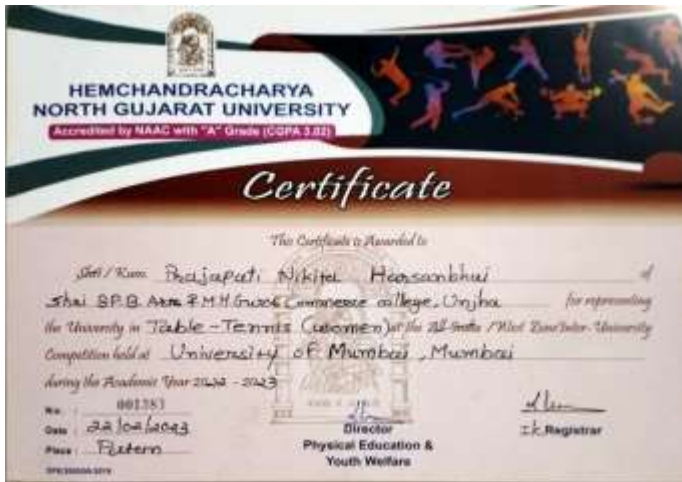 HEMCHANDRACHARYA
NORTH GUJARAT UNIVERSITY
Accredited by NAAC with "A" Grade (CGPA 3.02)
Certificate
This Certificate is Awarded to
Shri / Kum. Prajapati Nikita Harsanbhai of
Shri S.P.B. Arts & M.H. Commerce college, Unjha for representing
the University in Table-Tennis (women) at the All-India / West Zone Inter-University
Competition held at University of Mumbai, Mumbai
during the Academic Year 2022 - 2023
No. : 001383
Date : 22/02/2023
Place : Patan
Director
Physical Education &
Youth Welfare
I/c Registrar